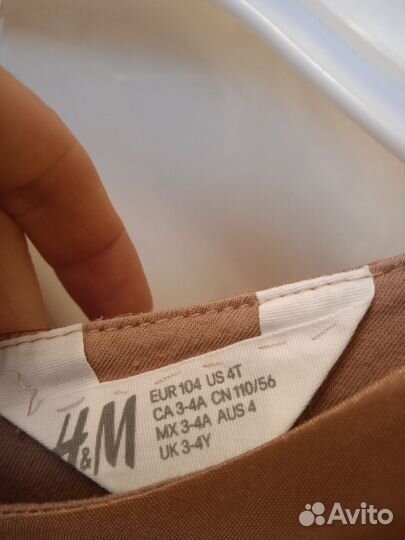 H&M
EUR 104 US 4T
CA 3-4A CN 110/56
MX 3-4A AUS 4
UK 3-4Y
Avito